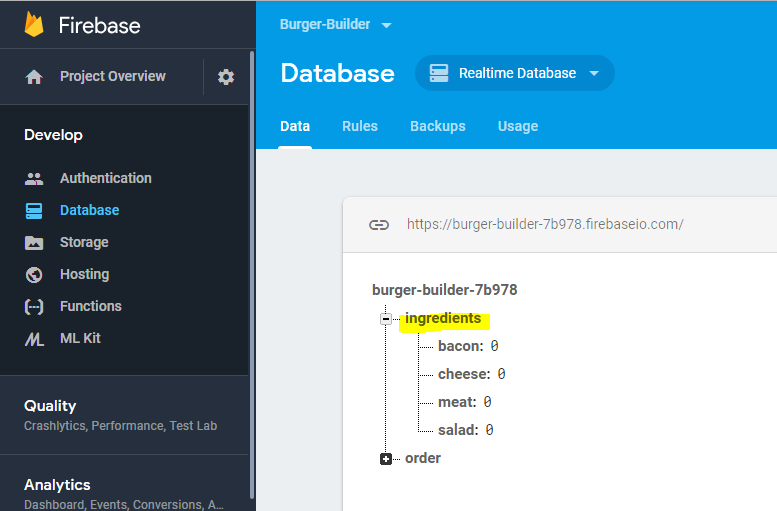 Firebase
Project Overview
Develop
Authentication
Database
Storage
Hosting
Functions
ML Kit
Quality
Crashlytics, Performance, Test Lab
Analytics
Dashboard, Events, Conversions, A...
Burger-Builder
Database
Realtime Database
Data Rules Backups Usage
https://burger-builder-7b978.firebaseio.com/
burger-builder-7b978
ingredients
bacon: 0
cheese: 0
meat: 0
salad: 0
order